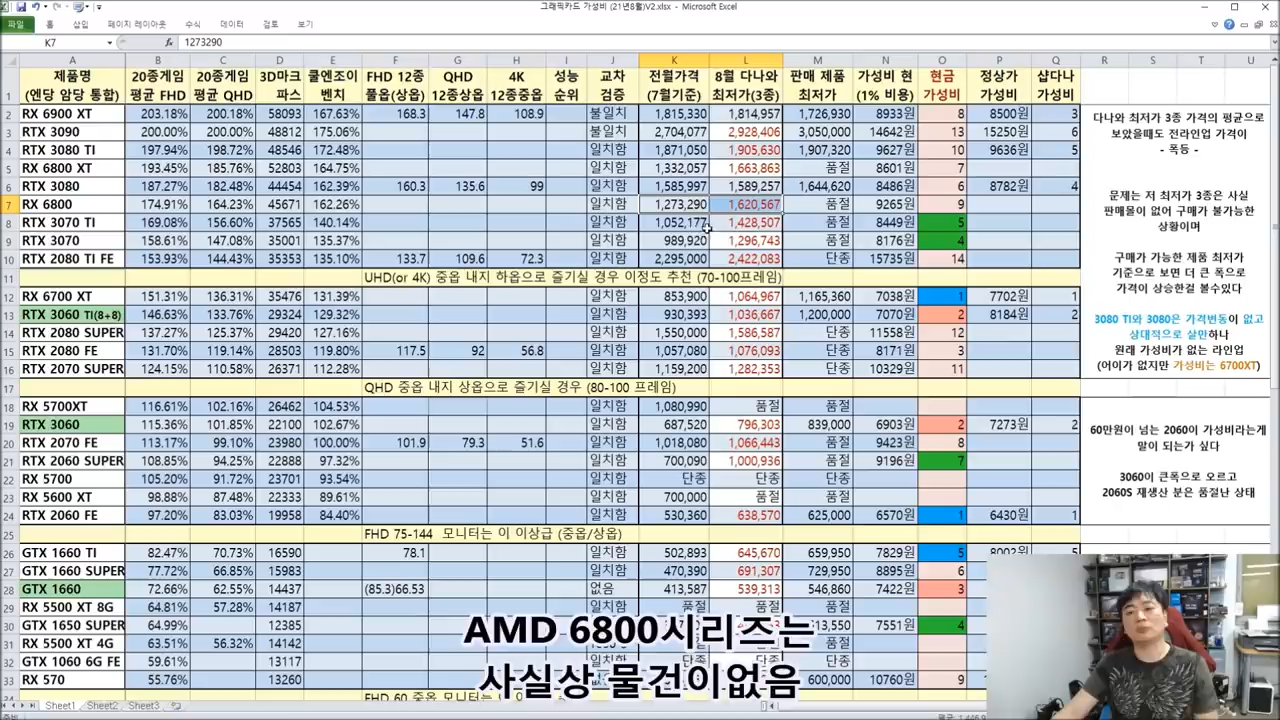 그래픽카드 가성비 (21년8월)V2.xlsx - Microsoft Excel
파일 홈 삽입 페이지 레이아웃 수식 데이터 검토 보기
K7 fx 1273290
A B C D E F G H I J K L M N O P Q R S T U
1 제품명 (엔당 암당 통합) 20종게임 평균 FHD 20종게임 평균 QHD 3D마크 파스 쿨엔조이 벤치 FHD 12종 풀옵(상옵) QHD 12종상옵 4K 12종중옵 성능 순위 교차 검증 전월가격 (7월기준) 8월 다나와 최저가(3종) 판매 제품 최저가 가성비 현 (1% 비용) 현금 가성비 정상가 가성비 샵다나 가성비
2 RX 6900 XT 203.18% 200.18% 58093 167.63% 168.3 147.8 108.9 불일치 1,815,330 1,814,957 1,726,930 8933원 8 8500원 3
3 RTX 3090 200.00% 200.00% 48812 175.06% 불일치 2,704,077 2,928,406 3,050,000 14642원 13 15250원 6
4 RTX 3080 TI 197.94% 198.72% 48546 172.48% 일치함 1,871,050 1,905,630 1,907,320 9627원 10 9636원 5
5 RX 6800 XT 193.45% 185.76% 52803 164.75% 일치함 1,332,057 1,663,863 품절 8601원 7
6 RTX 3080 187.27% 182.48% 44454 162.39% 160.3 135.6 99 일치함 1,585,997 1,589,257 1,644,620 8486원 6 8782원 4
7 RX 6800 174.91% 164.23% 45671 162.26% 일치함 1,273,290 1,620,567 품절 9265원 9
8 RTX 3070 TI 169.08% 156.60% 37565 140.14% 일치함 1,052,177 1,428,507 품절 8449원 5
9 RTX 3070 158.61% 147.08% 35001 135.37% 일치함 989,920 1,296,743 품절 8176원 4
10 RTX 2080 TI FE 153.93% 144.43% 35353 135.10% 133.7 109.6 72.3 일치함 2,295,000 2,422,083 단종 15735원 14
11 UHD(or 4K) 중옵 내지 하옵으로 즐기실 경우 이정도 추천 (70-100프레임)
12 RX 6700 XT 151.31% 136.31% 35476 131.39% 일치함 853,900 1,064,967 1,165,360 7038원 1 7702원 1
13 RTX 3060 TI(8+8) 146.63% 133.76% 29324 129.32% 일치함 930,393 1,036,667 1,200,000 7070원 2 8184원 2
14 RTX 2080 SUPER 137.27% 125.37% 29420 127.16% 일치함 1,550,000 1,586,587 단종 11558원 12
15 RTX 2080 FE 131.70% 119.14% 28503 119.80% 117.5 92 56.8 일치함 1,057,080 1,076,093 단종 8171원 3
16 RTX 2070 SUPER 124.15% 110.58% 26371 112.28% 일치함 1,159,200 1,282,353 단종 10329원 11
17 QHD 중옵 내지 상옵으로 즐기실 경우 (80-100 프레임)
18 RX 5700XT 116.61% 102.16% 26462 104.53% 일치함 1,080,990 품절 품절
19 RTX 3060 115.36% 101.85% 22100 102.67% 일치함 687,520 796,303 839,000 6903원 2 7273원 2
20 RTX 2070 FE 113.17% 99.10% 23980 100.00% 101.9 79.3 51.6 일치함 1,018,080 1,066,443 품절 9423원 8
21 RTX 2060 SUPER 108.85% 94.25% 22888 97.32% 일치함 700,090 1,000,936 품절 9196원 7
22 RX 5700 105.20% 91.72% 23701 93.54% 일치함 단종 단종 단종
23 RX 5600 XT 98.88% 87.48% 22333 89.61% 일치함 700,000 품절 품절
24 RTX 2060 FE 97.20% 83.03% 19958 84.40% 일치함 530,360 638,570 625,000 6570원 1 6430원 1
25 FHD 75-144 모니터는 이 이상급 (중옵/상옵)
26 GTX 1660 TI 82.47% 70.73% 16590 78.1 일치함 502,893 645,670 659,950 7829원 5 8002원 5
27 GTX 1660 SUPER 77.72% 66.85% 15983 일치함 470,390 691,307 729,950 8895원 6
28 GTX 1660 72.66% 62.55% 14437 (85.3)66.53 없음 413,587 539,313 546,860 7422원 3
29 RX 5500 XT 8G 64.81% 57.28% 14187 일치함 품절 품절 품절
30 GTX 1650 SUPER 64.99% 12385 413,500 7551원 4
31 RX 5500 XT 4G 63.51% 56.32% 14142
32 GTX 1060 6G FE 59.61% 13117
33 RX 570 55.76% 13260 600,000 10760원 9
다나와 최저가 3종 가격의 평균으로
보았을때도 전라인업 가격이
- 폭등 -
문제는 저 최저가 3종은 사실
판매몰이 없어 구매가 불가능한
상황이며
구매가 가능한 제품 최저가
기준으로 보면 더 큰 폭으로
가격이 상승한걸 볼수있다
3080 TI와 3080은 가격변동이 없고
상대적으로 살만하나
원래 가성비가 없는 라인업
(어이가 없지만 가성비는 6700XT)
60만원이 넘는 2060이 가성비라는게
말이 되는가 싶다
3060이 큰폭으로 오르고
2060S 재생산 분은 품절난 상태
AMD 6800시리즈는
사실상 물건이없음
Sheet1 Sheet2 Sheet3